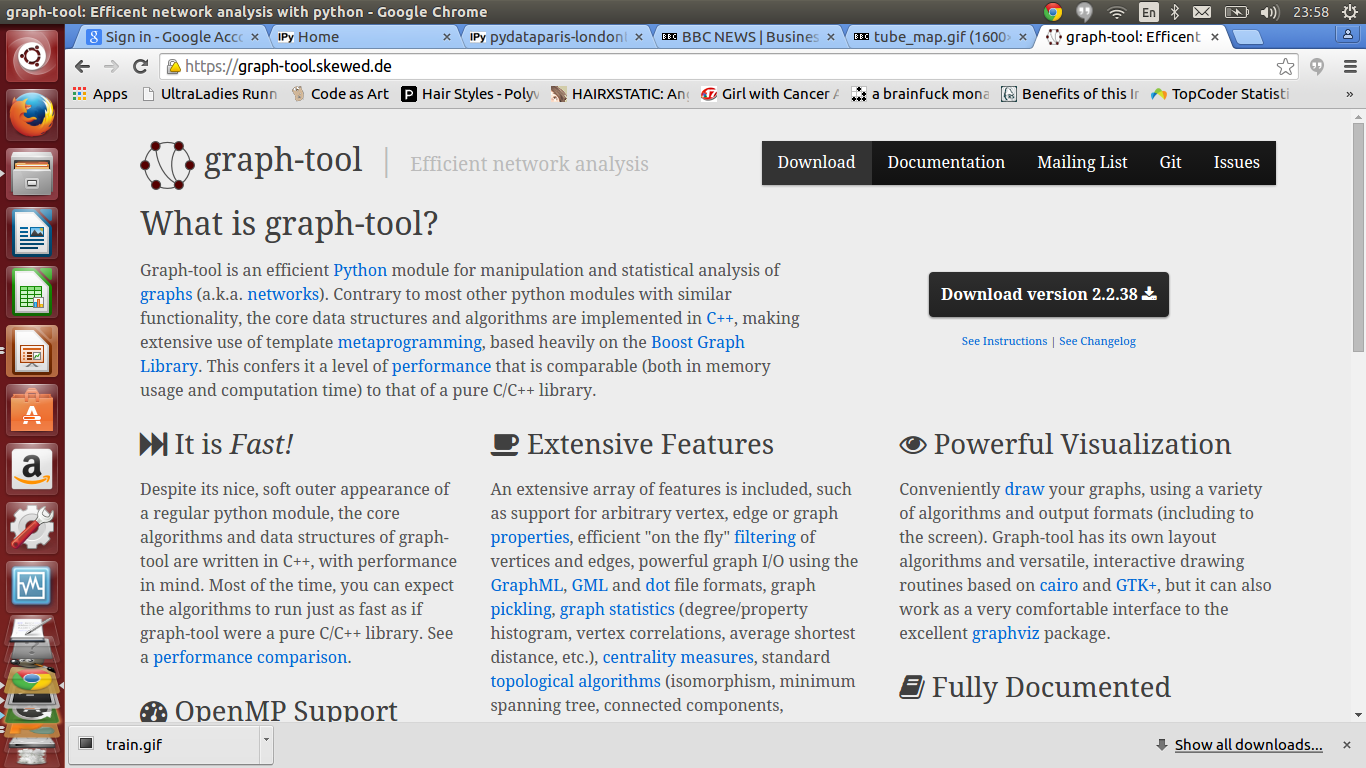 graph-tool: Efficent network analysis with python - Google Chrome
En
23:58
Sign in - Google Acco
IPy Home
IPy pydataparis-london
BBC NEWS | Busines
BBC tube_map.gif (1600×
graph-tool: Efficent
https://graph-tool.skewed.de
Apps
UltraLadies Runn
Code as Art
Hair Styles - Polyv
HAIRXSTATIC: An
Girl with Cancer
a brainfuck mona
Benefits of this
TopCoder Statisti
»
graph-tool
Efficient network analysis
Download
Documentation
Mailing List
Git
Issues
What is graph-tool?
Graph-tool is an efficient Python module for manipulation and statistical analysis of
graphs (a.k.a. networks). Contrary to most other python modules with similar
functionality, the core data structures and algorithms are implemented in C++, making
extensive use of template metaprogramming, based heavily on the Boost Graph
Library. This confers it a level of performance that is comparable (both in memory
usage and computation time) to that of a pure C/C++ library.
Download version 2.2.38
See Instructions | See Changelog
It is Fast!
Despite its nice, soft outer appearance of
a regular python module, the core
algorithms and data structures of graph-
tool are written in C++, with performance
in mind. Most of the time, you can expect
the algorithms to run just as fast as if
graph-tool were a pure C/C++ library. See
a performance comparison.
OpenMP Support
Extensive Features
An extensive array of features is included, such
as support for arbitrary vertex, edge or graph
properties, efficient "on the fly" filtering of
vertices and edges, powerful graph I/O using the
GraphML, GML and dot file formats, graph
pickling, graph statistics (degree/property
histogram, vertex correlations, average shortest
distance, etc.), centrality measures, standard
topological algorithms (isomorphism, minimum
spanning tree, connected components,
Powerful Visualization
Conveniently draw your graphs, using a variety
of algorithms and output formats (including to
the screen). Graph-tool has its own layout
algorithms and versatile, interactive drawing
routines based on cairo and GTK+, but it can also
work as a very comfortable interface to the
excellent graphviz package.
Fully Documented
train.gif
Show all downloads...